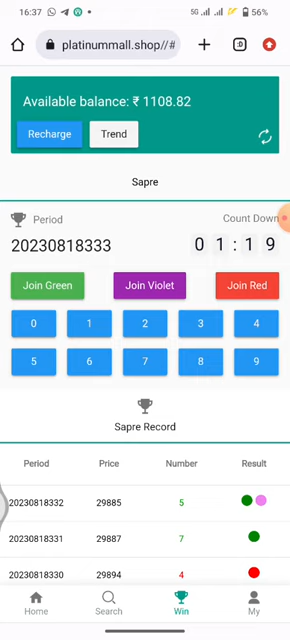 16:37 5G 56%
platinummall.shop//# :D
Available balance: ₹ 1108.82
Recharge Trend
Sapre
Period Count Down
20230818333 0 1 : 1 9
Join Green Join Violet Join Red
0 1 2 3 4
5 6 7 8 9
Sapre Record
Period Price Number Result
20230818332 29885 5
20230818331 29887 7
20230818330 29894 4
Home Search Win My